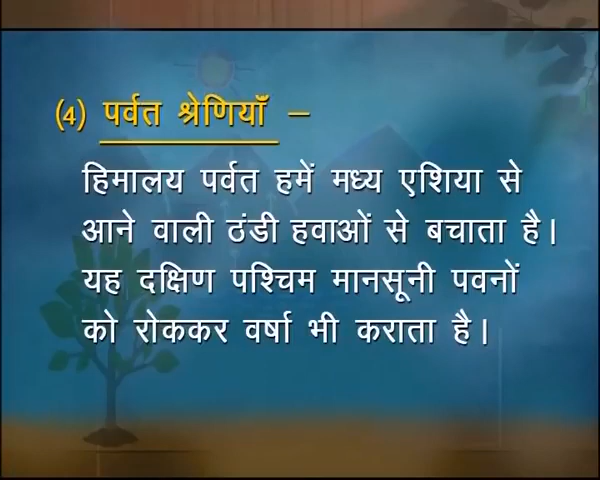 (4) पर्वत श्रेणियाँ –
हिमालय पर्वत हमें मध्य एशिया से
आने वाली ठंडी हवाओं से बचाता है।
यह दक्षिण पश्चिम मानसूनी पवनों
को रोककर वर्षा भी कराता है।